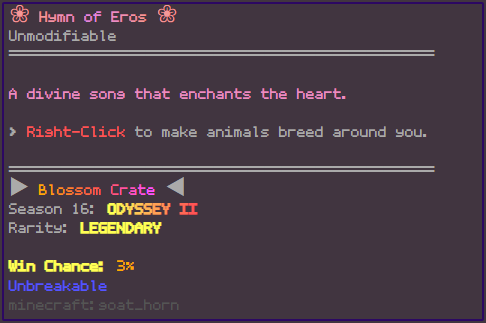 ❀ Hymn of Eros ❀
Unmodifiable
A divine song that enchants the heart.
> Right-Click to make animals breed around you.
▶ Blossom Crate ◀
Season 16: ODYSSEY II
Rarity: LEGENDARY
Win Chance: 3%
Unbreakable
minecraft:goat_horn